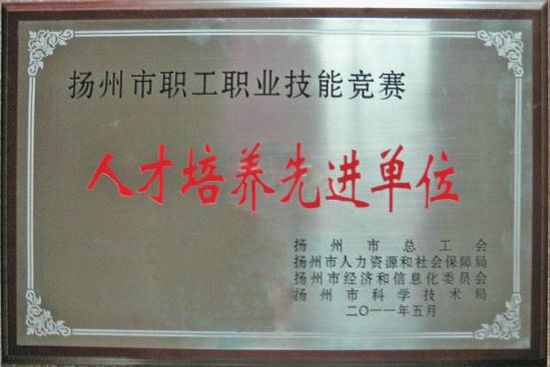 扬州市职工职业技能竞赛
人才培养先进单位
扬州市总工会
扬州市人力资源和社会保障局
扬州市经济和信息化委员会
扬州市科学技术局
二〇一一年五月